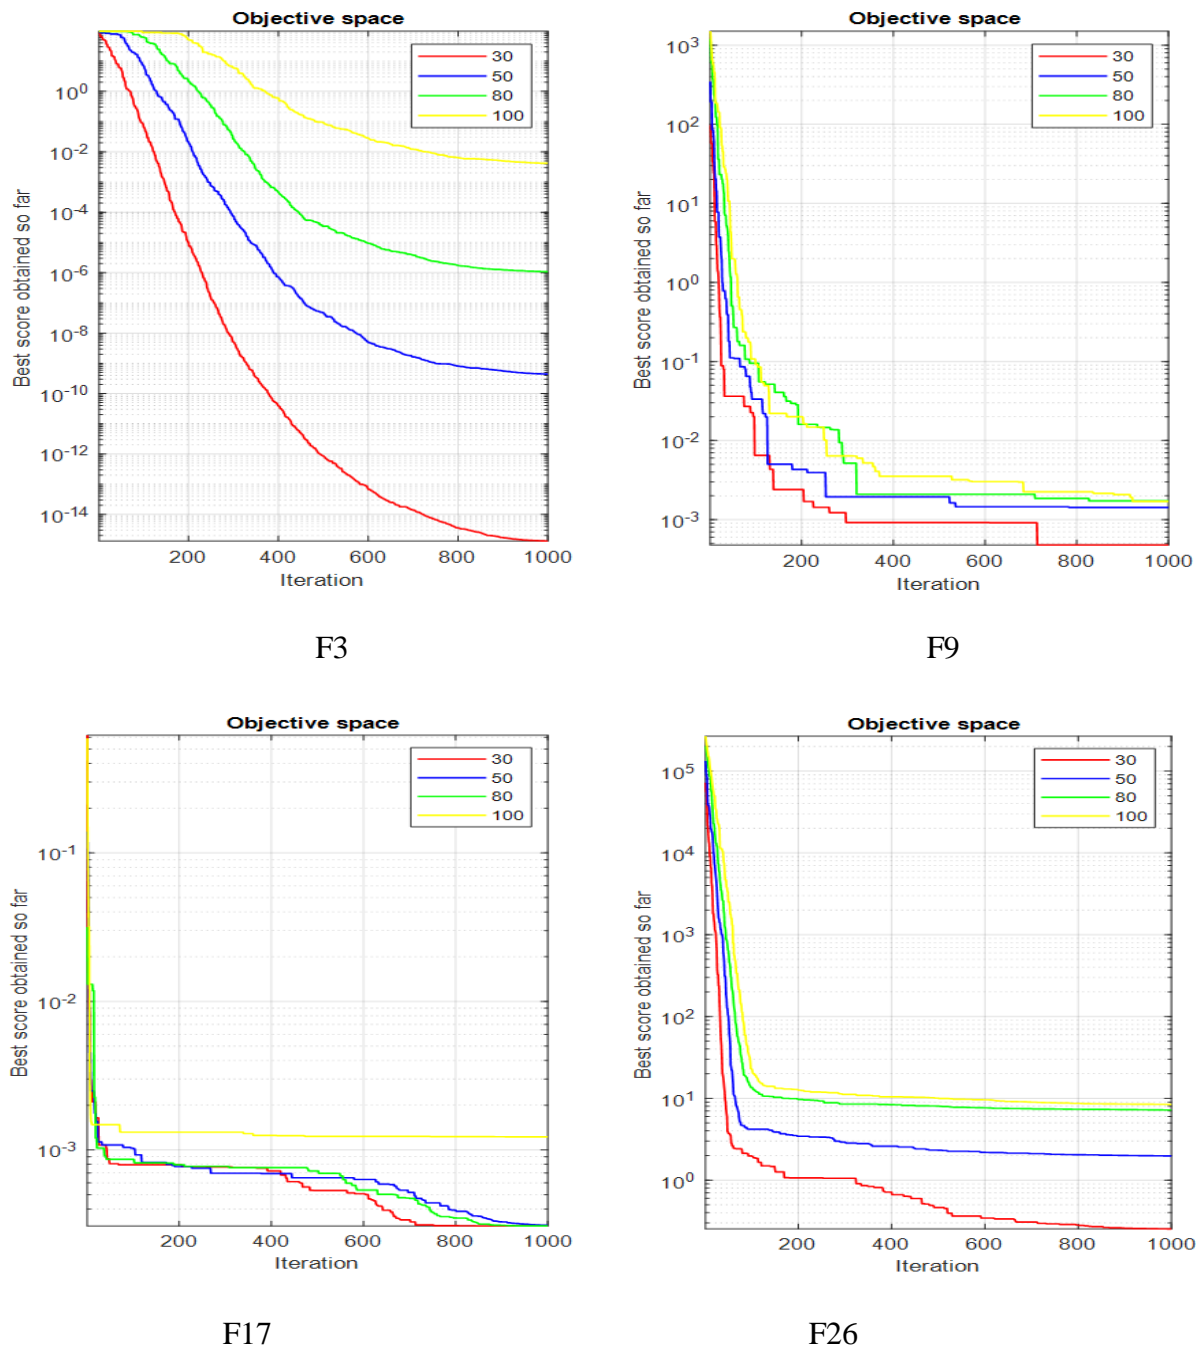 Objective space
30
50
80
100
10^0
10^-2
10^-4
10^-6
10^-8
10^-10
10^-12
10^-14
Best score obtained so far
200 400 600 800 1000
Iteration
F3
Objective space
30
50
80
100
10^3
10^2
10^1
10^0
10^-1
10^-2
10^-3
Best score obtained so far
200 400 600 800 1000
Iteration
F9
Objective space
30
50
80
100
10^-1
10^-2
10^-3
Best score obtained so far
200 400 600 800 1000
Iteration
F17
Objective space
30
50
80
100
10^5
10^4
10^3
10^2
10^1
10^0
Best score obtained so far
200 400 600 800 1000
Iteration
F26